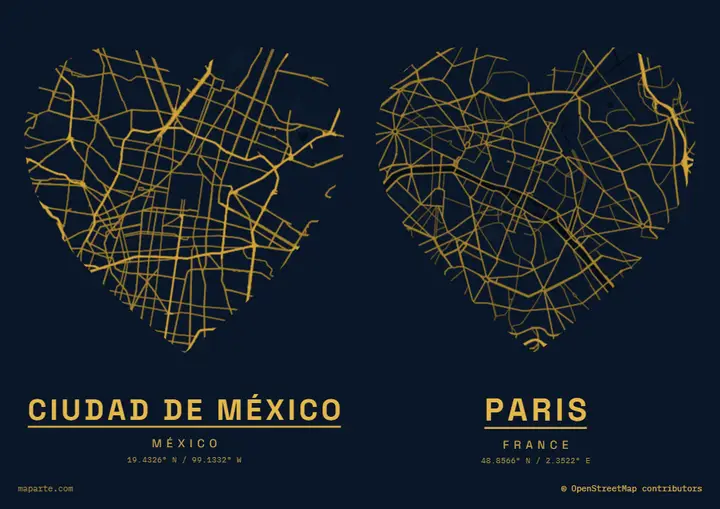 CIUDAD DE MÉXICO
MÉXICO
19.4326° N / 99.1332° W
PARIS
FRANCE
48.8566° N / 2.3522° E
maparte.com
© OpenStreetMap contributors